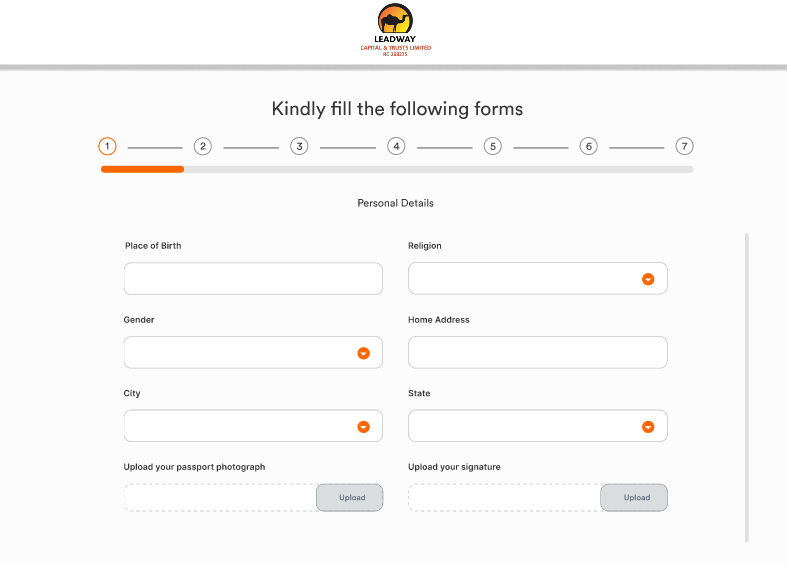 LEADWAY
CAPITAL & TRUSTS LIMITED
RC 358275
Kindly fill the following forms
1 2 3 4 5 6 7
Personal Details
Place of Birth Religion
Gender Home Address
City State
Upload your passport photograph Upload your signature
Upload Upload